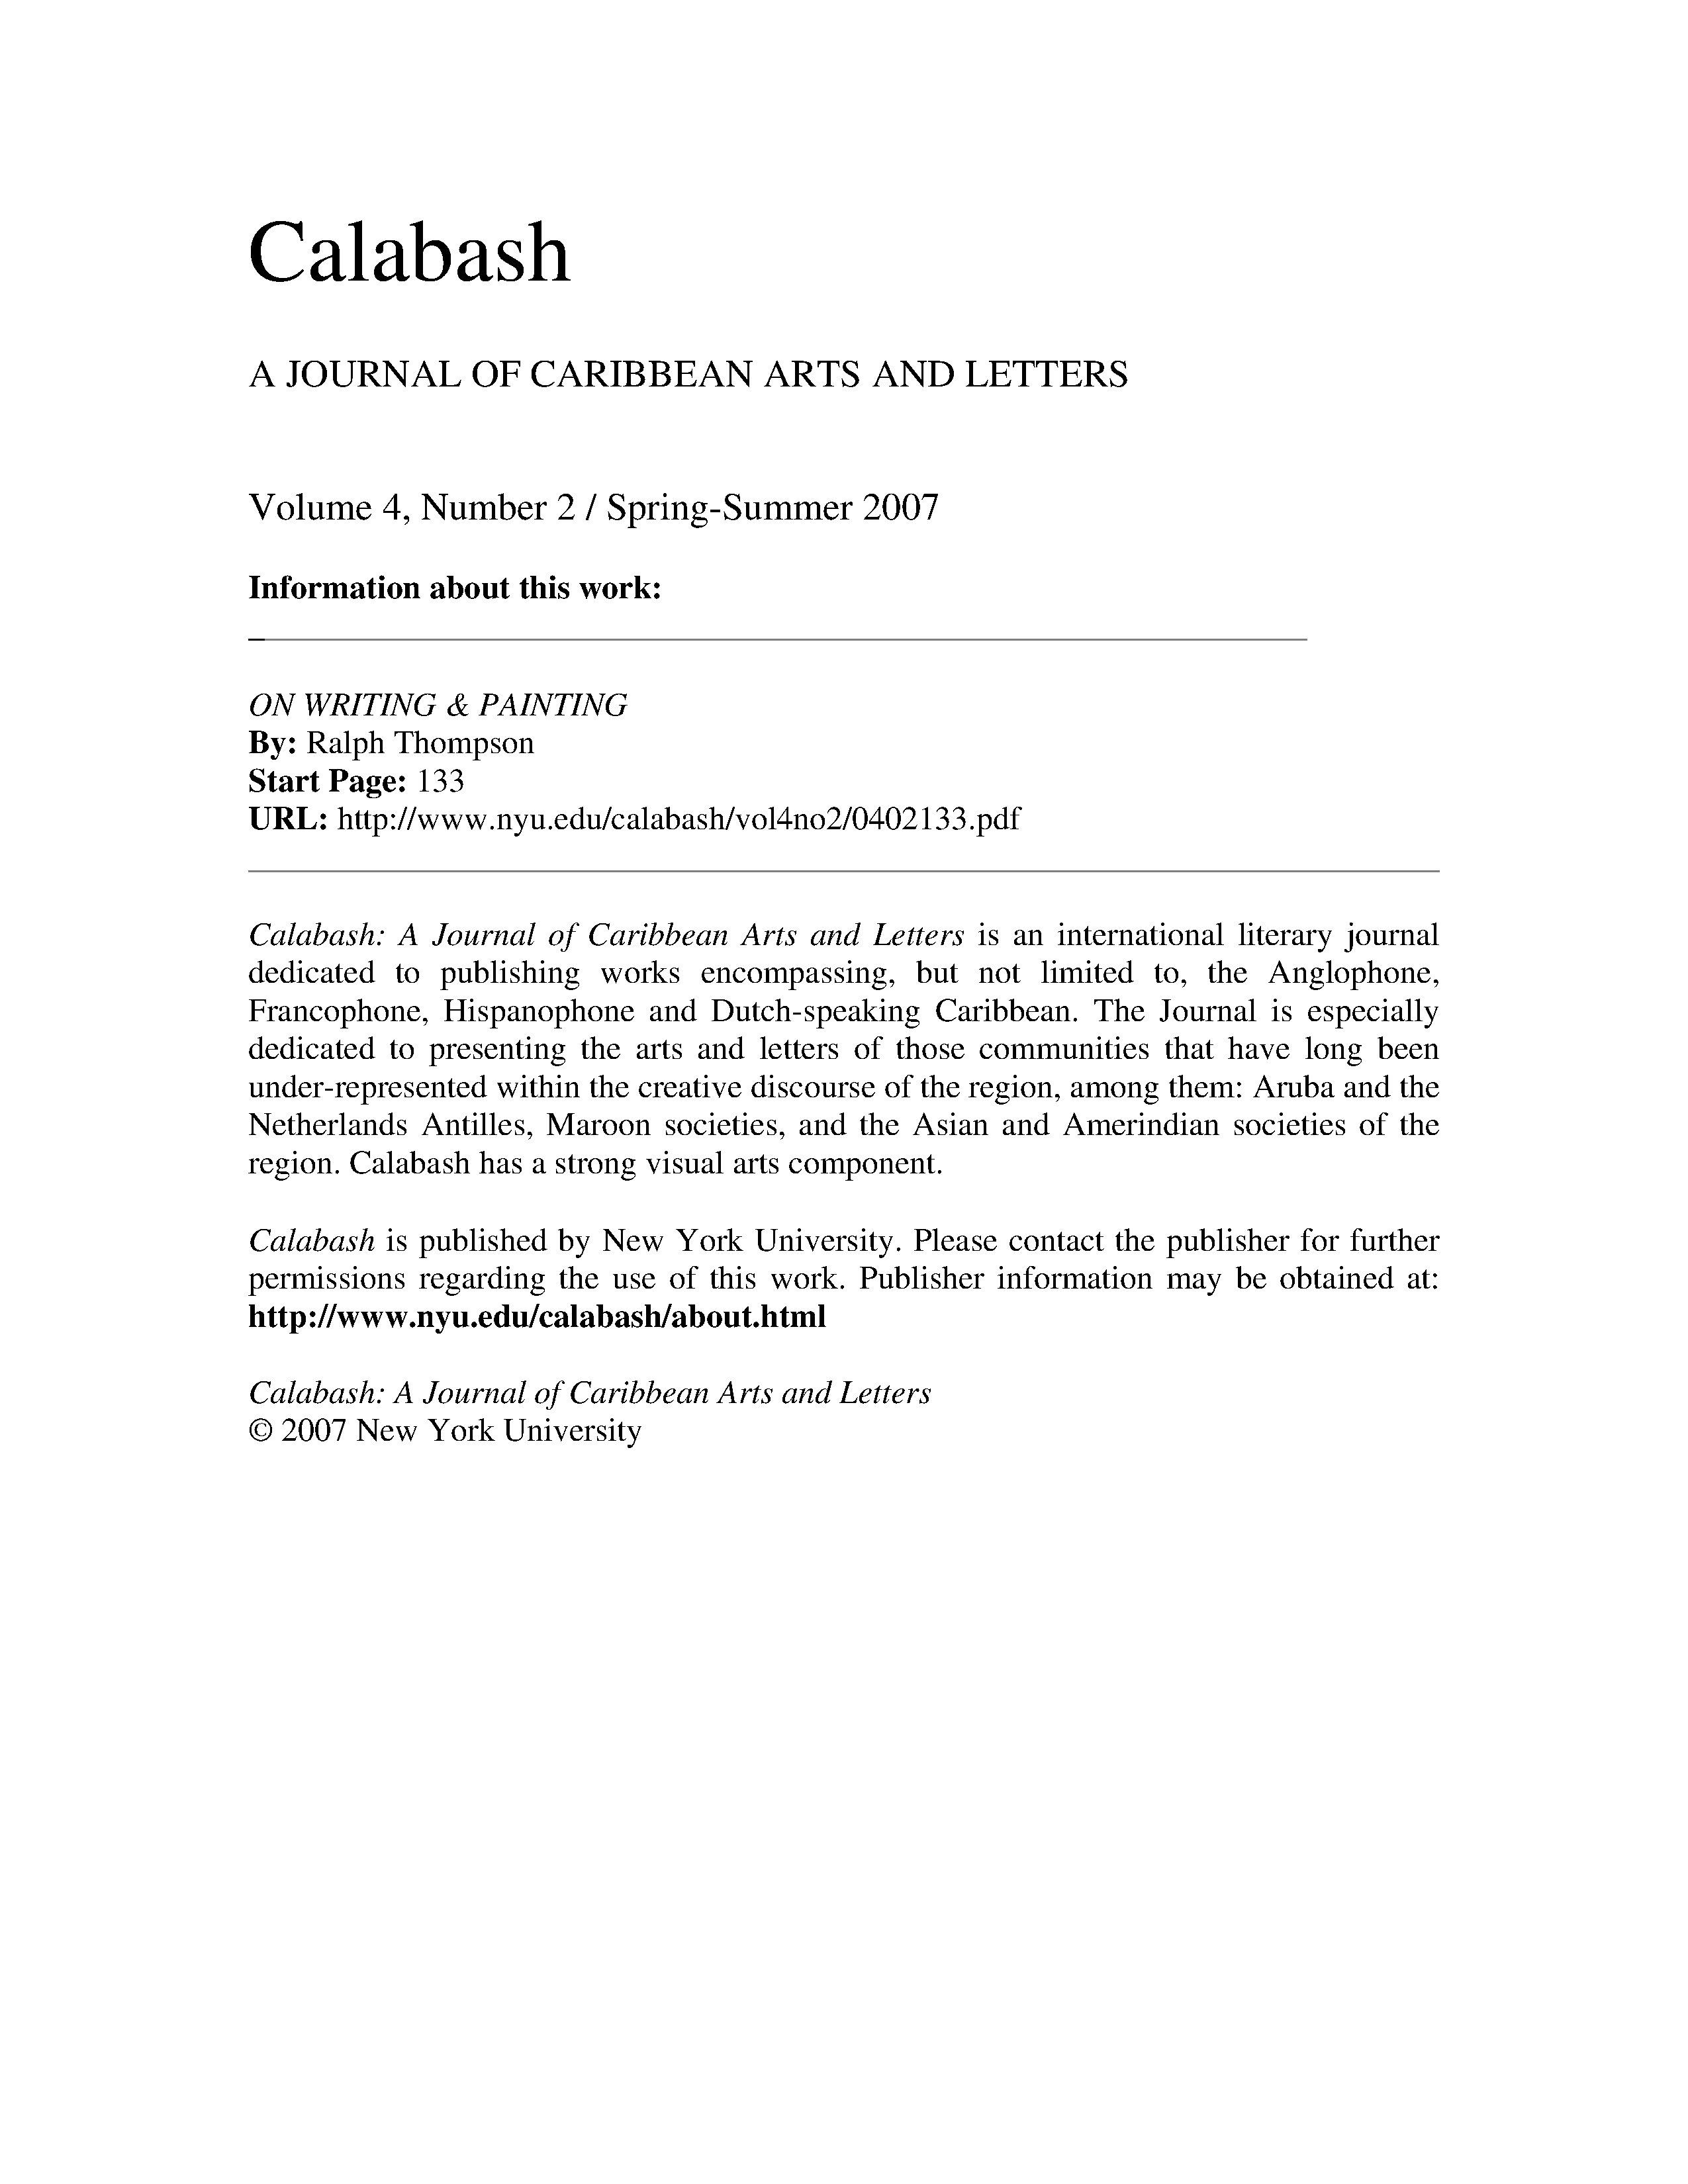 Calabash
A JOURNAL OF CARIBBEAN ARTS AND LETTERS
Volume 4, Number 2 / Spring-Summer 2007
Information about this work:
ON WRITING & PAINTING
By: Ralph Thompson
Start Page: 133
URL: http://www.nyu.edu/calabash/vol4no2/0402133.pdf
Calabash: A Journal of Caribbean Arts and Letters is an international literary journal
dedicated to publishing works encompassing, but not limited to, the Anglophone,
Francophone, Hispanophone and Dutch-speaking Caribbean. The Journal is especially
dedicated to presenting the arts and letters of those communities that have long been
under-represented within the creative discourse of the region, among them: Aruba and the
Netherlands Antilles, Maroon societies, and the Asian and Amerindian societies of the
region. Calabash has a strong visual arts component.
Calabash is published by New York University. Please contact the publisher for further
permissions regarding the use of this work. Publisher information may be obtained at:
http://www.nyu.edu/calabash/about.html
Calabash: A Journal of Caribbean Arts and Letters
© 2007 New York University